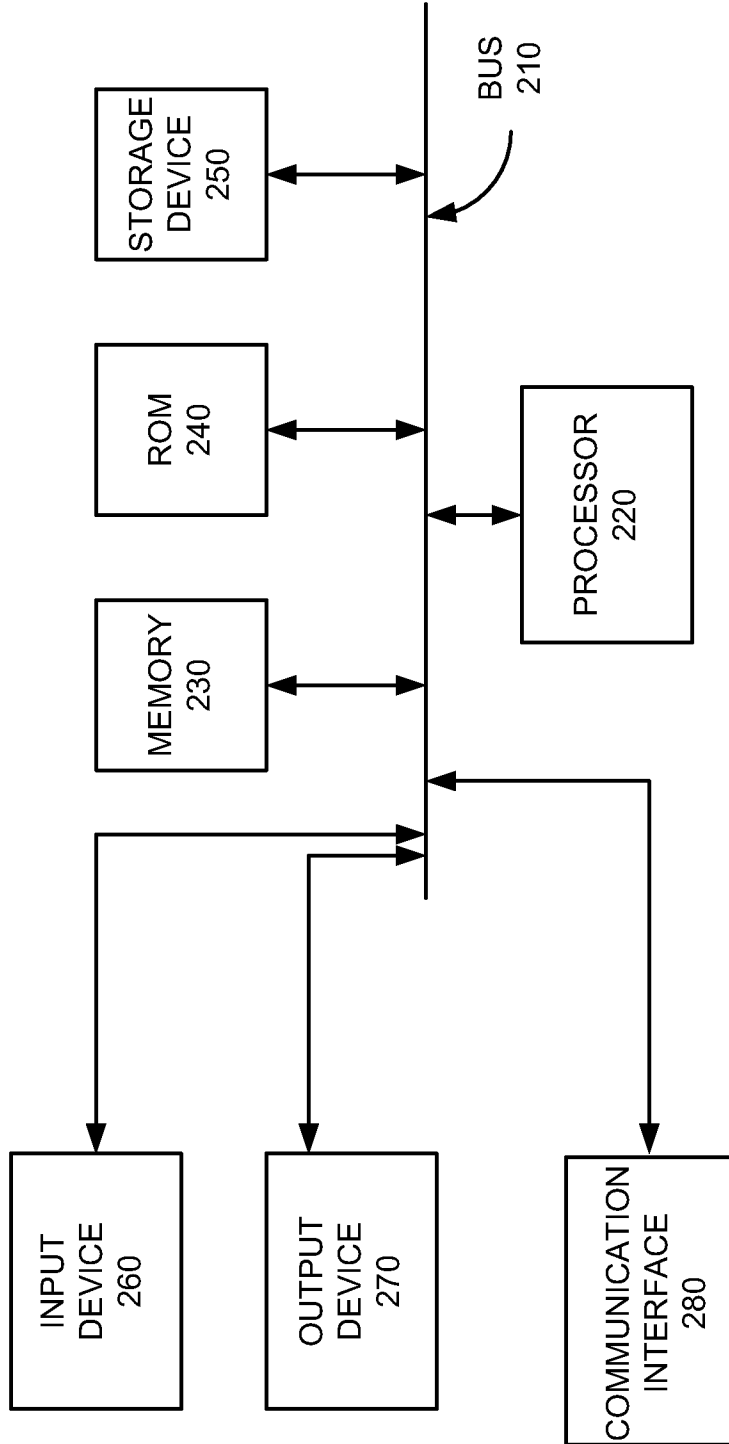 INPUT
DEVICE
260
OUTPUT
DEVICE
270
COMMUNICATION
INTERFACE
280
MEMORY
230
ROM
240
STORAGE
DEVICE
250
PROCESSOR
220
BUS
210